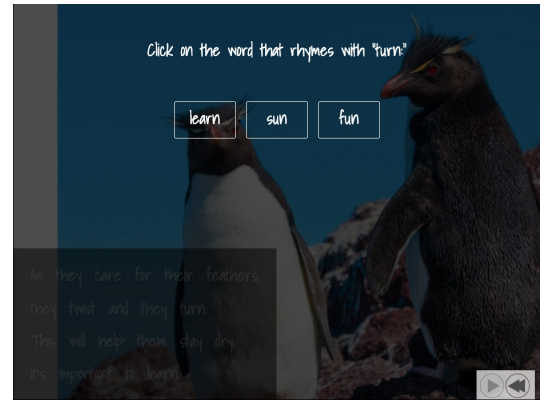 Click on the word that rhymes with "turn."
learn
sun
fun
As they care for their feathers,
they twist and they turn.
This will help them stay dry,
it's important to learn.